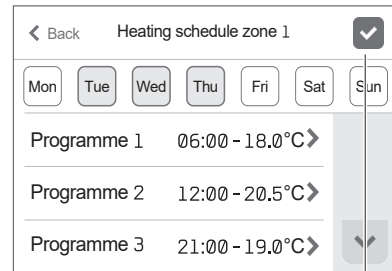 Back Heating schedule zone 1
Mon Tue Wed Thu Fri Sat Sun
Programme 1 06:00 - 18.0°C
Programme 2 12:00 - 20.5°C
Programme 3 21:00 - 19.0°C